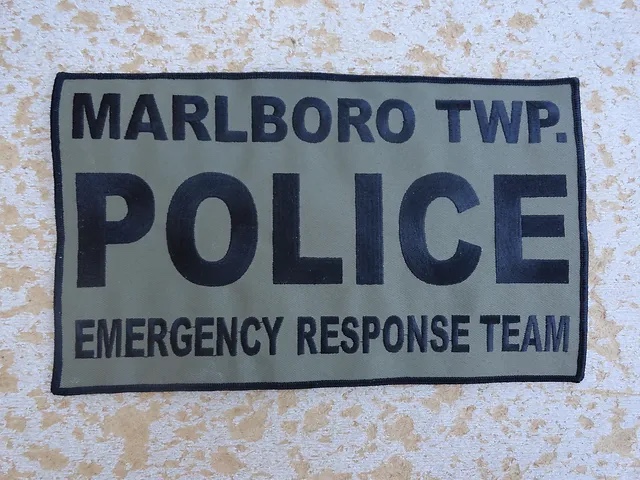 MARLBORO TWP.
POLICE
EMERGENCY RESPONSE TEAM